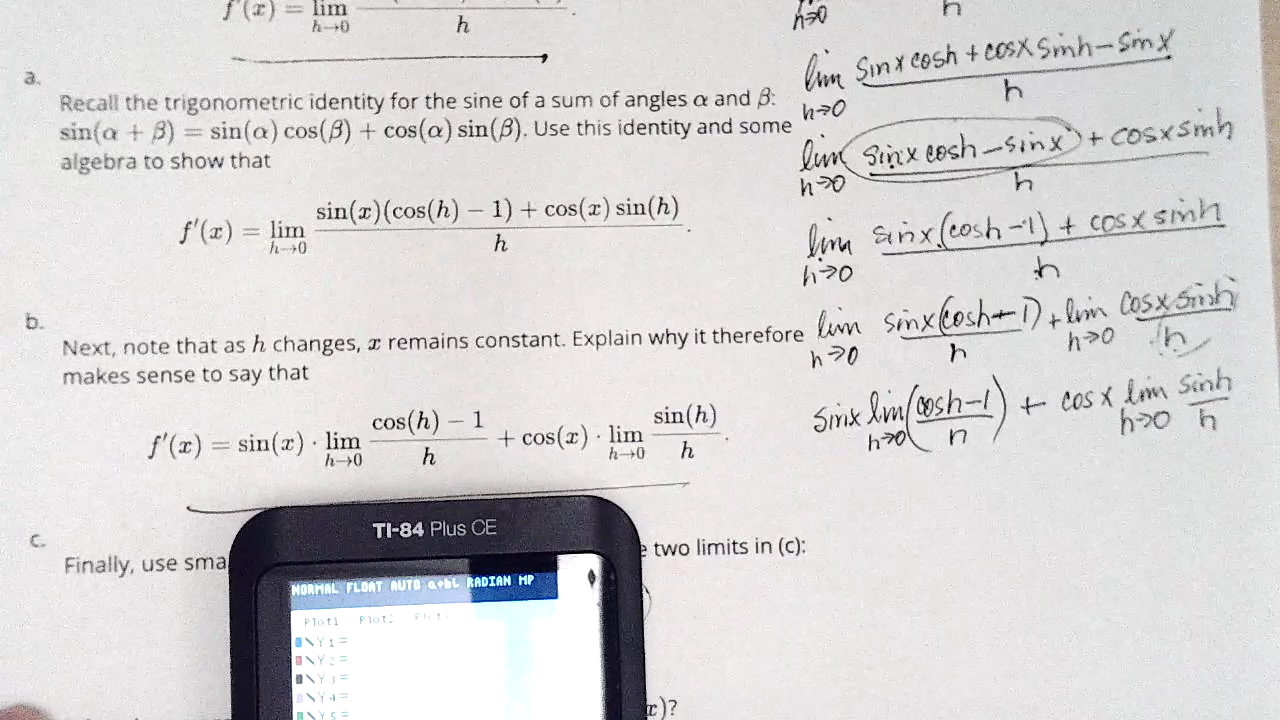 f'(x) = lim h→0 h .
h→0 h
a.
Recall the trigonometric identity for the sine of a sum of angles α and β:
sin(α + β) = sin(α) cos(β) + cos(α) sin(β). Use this identity and some
algebra to show that
f'(x) = lim h→0 (sin(x)(cos(h) − 1) + cos(x) sin(h))/h .
b.
Next, note that as h changes, x remains constant. Explain why it therefore
makes sense to say that
f'(x) = sin(x) · lim h→0 (cos(h) − 1)/h + cos(x) · lim h→0 sin(h)/h .
c.
Finally, use sma
two limits in (c):
x)?
lim h→0 (sinx cosh + cosx sinh − sinx)/h
lim h→0 (sinx cosh − sinx + cosx sinh)/h
lim h→0 (sinx(cosh −1) + cosx sinh)/h
lim h→0 sinx(cosh + 1)/h + lim h→0 cosx sinh/h
sinx lim h→0 (cosh −1 / h) + cosx lim h→0 sinh/h
TI-84 Plus CE
NORMAL FLOAT AUTO a+bi RADIAN MP
Plot1 Plot2 Plot3
\Y1=
\Y2=
\Y3=
\Y4=
\Y5=